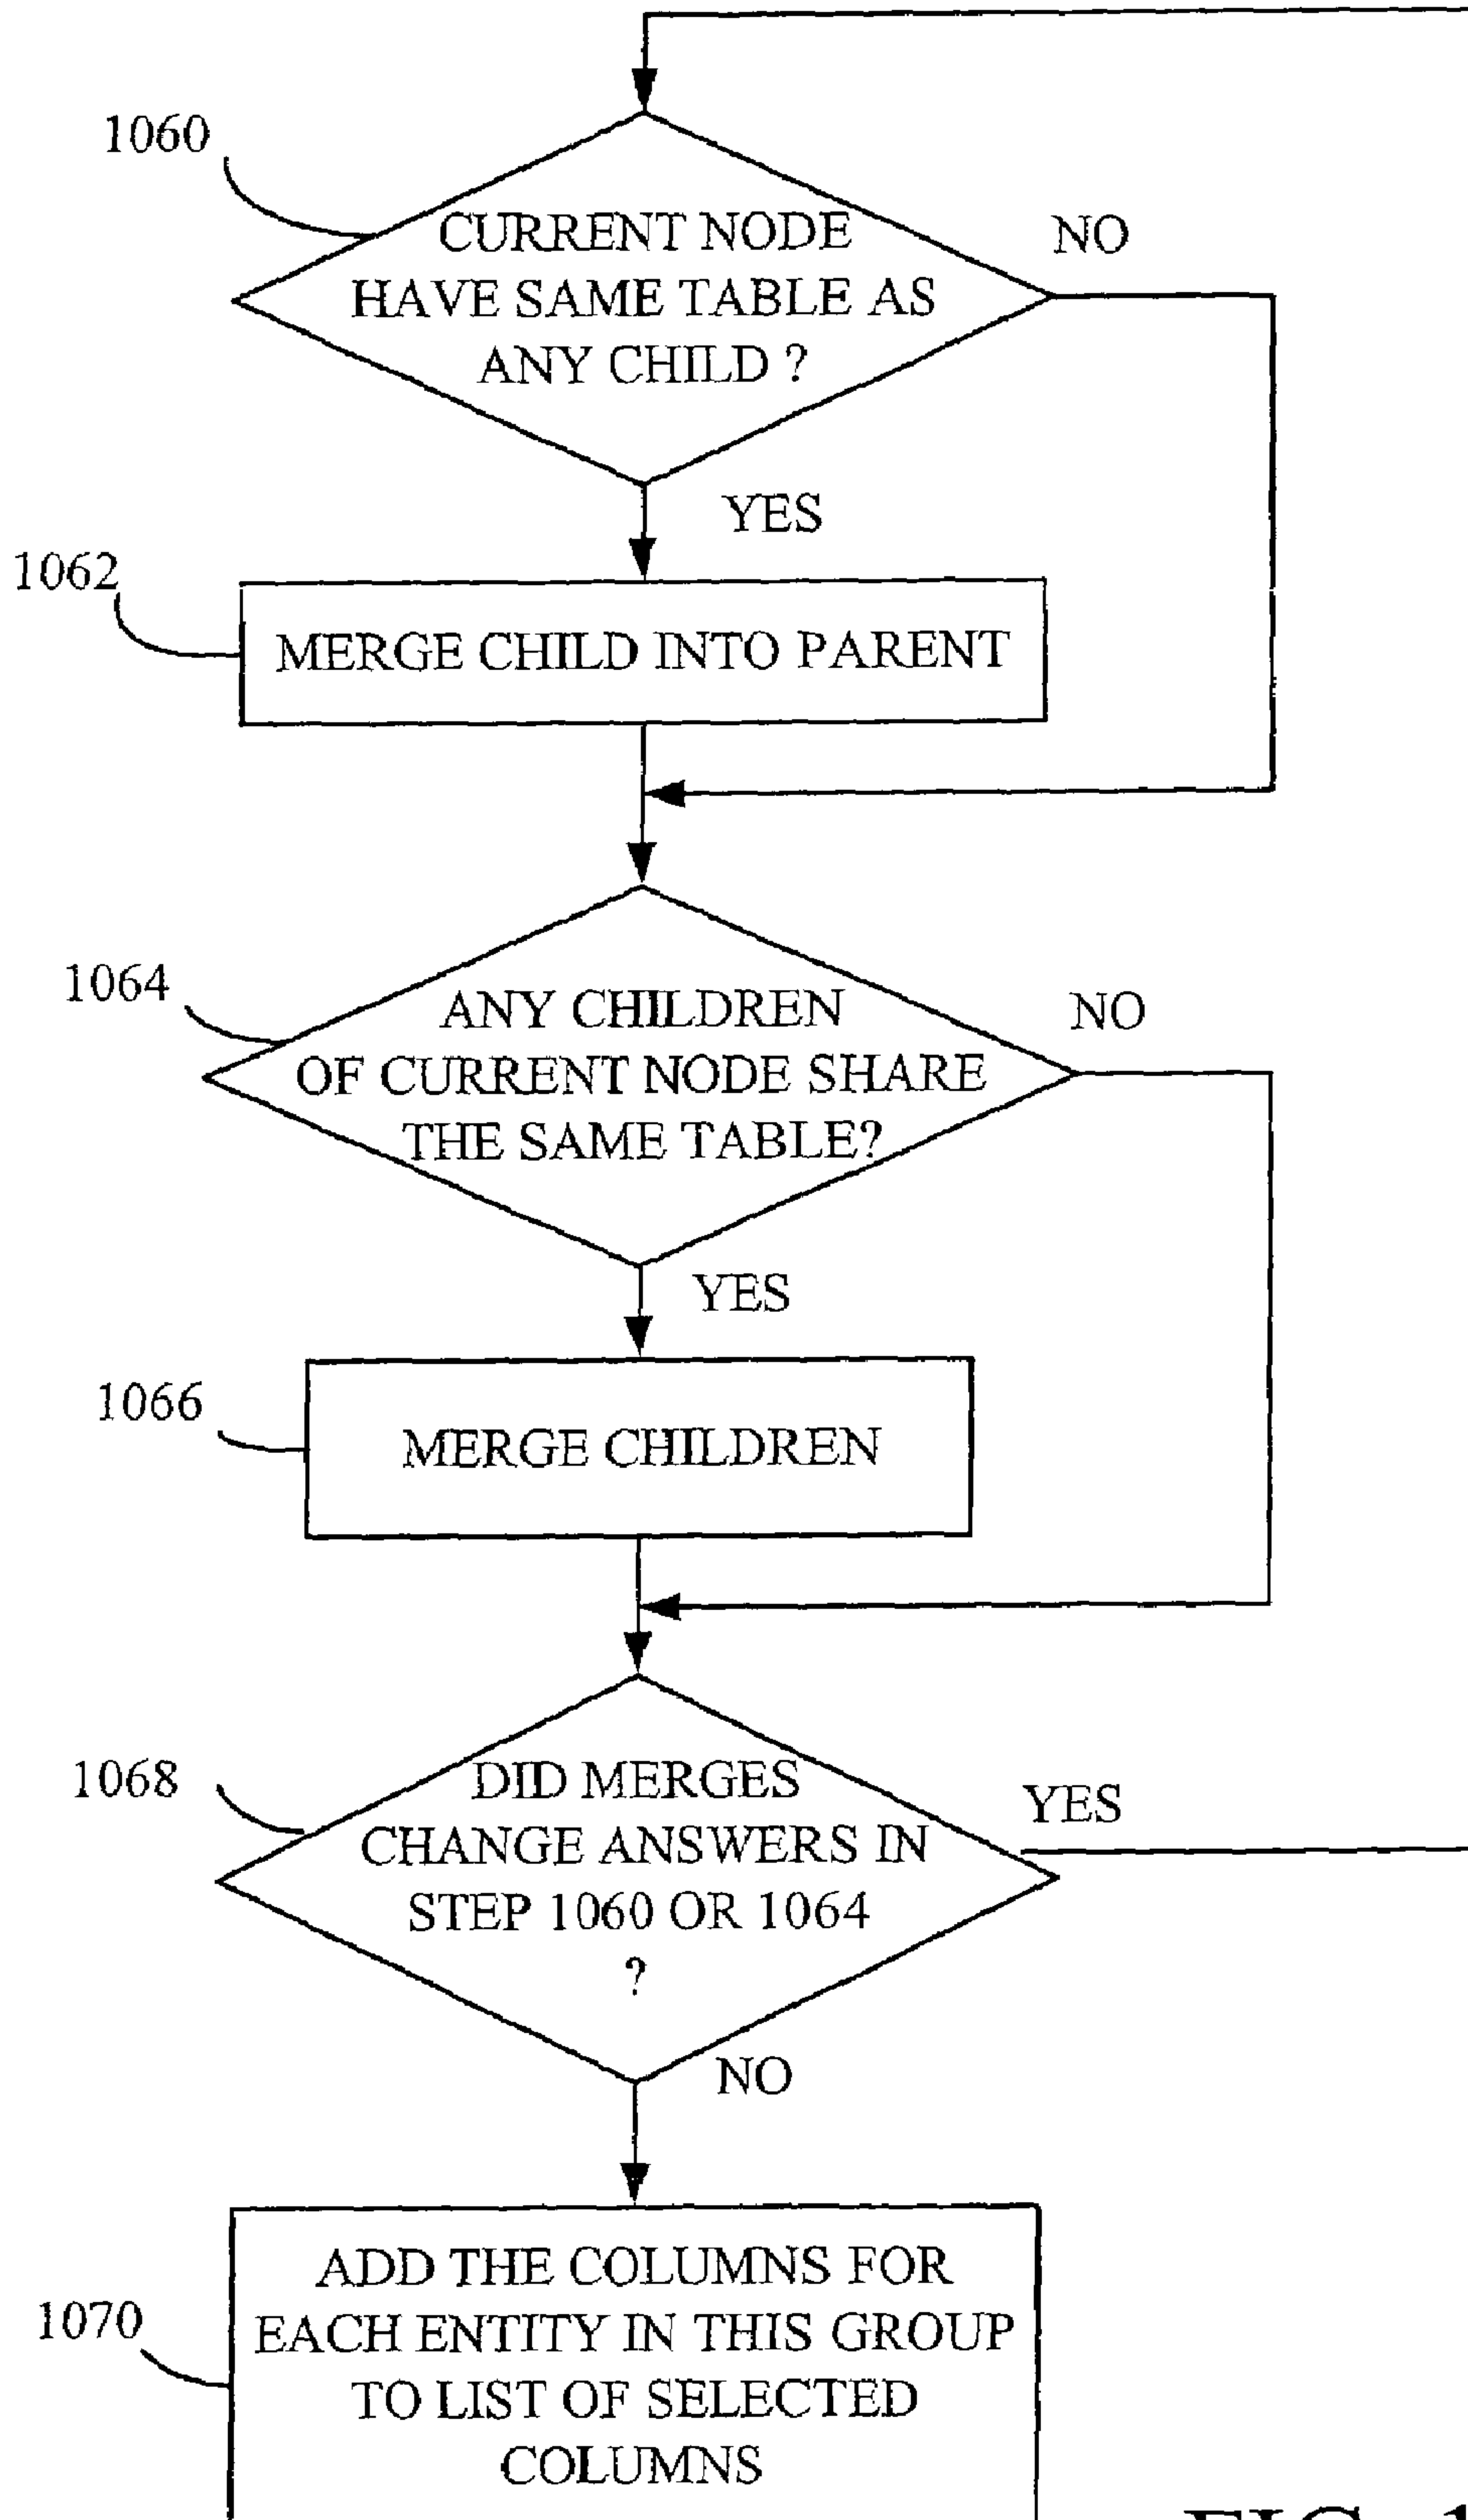 1060
CURRENT NODE
HAVE SAME TABLE AS
ANY CHILD ?
NO
YES
1062
MERGE CHILD INTO PARENT
1064
ANY CHILDREN
OF CURRENT NODE SHARE
THE SAME TABLE?
NO
YES
1066
MERGE CHILDREN
1068
DID MERGES
CHANGE ANSWERS IN
STEP 1060 OR 1064
?
YES
NO
1070
ADD THE COLUMNS FOR
EACH ENTITY IN THIS GROUP
TO LIST OF SELECTED
COLUMNS